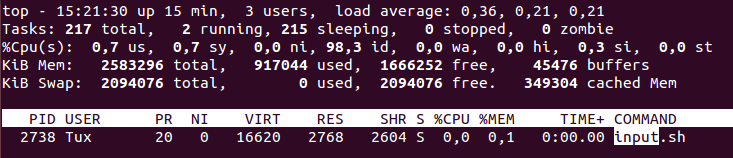 top - 15:21:30 up 15 min,  3 users,  load average: 0,36, 0,21, 0,21
Tasks: 217 total,   2 running, 215 sleeping,   0 stopped,   0 zombie
%Cpu(s):  0,7 us,  0,7 sy,  0,0 ni, 98,3 id,  0,0 wa,  0,0 hi,  0,3 si,  0,0 st
KiB Mem:   2583296 total,   917044 used,  1666252 free,    45476 buffers
KiB Swap:  2094076 total,        0 used,  2094076 free.   349304 cached Mem
PID USER      PR  NI    VIRT    RES    SHR S %CPU %MEM     TIME+ COMMAND
2738 Tux       20   0   16620   2768   2604 S  0,0  0,1   0:00.00 input.sh